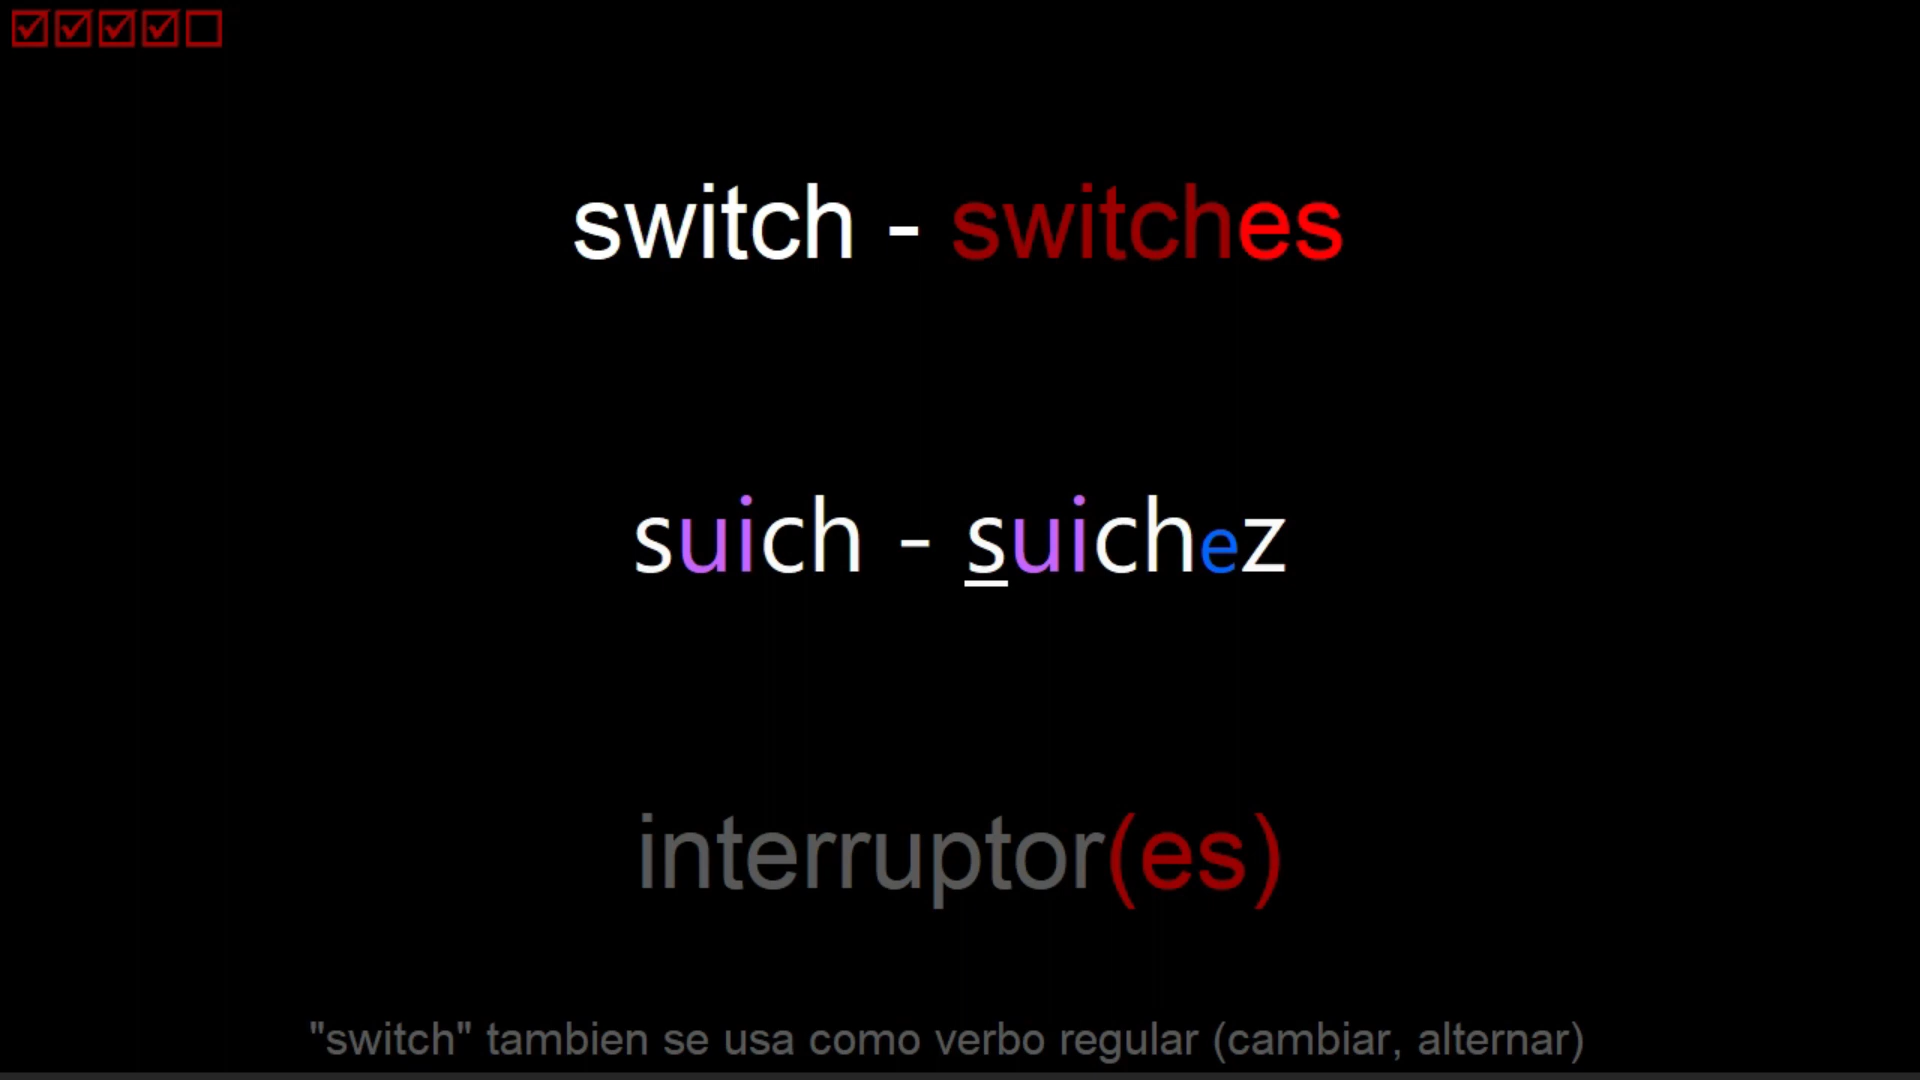 switch - switches
suich - suichez
interruptor(es)
"switch" tambien se usa como verbo regular (cambiar, alternar)